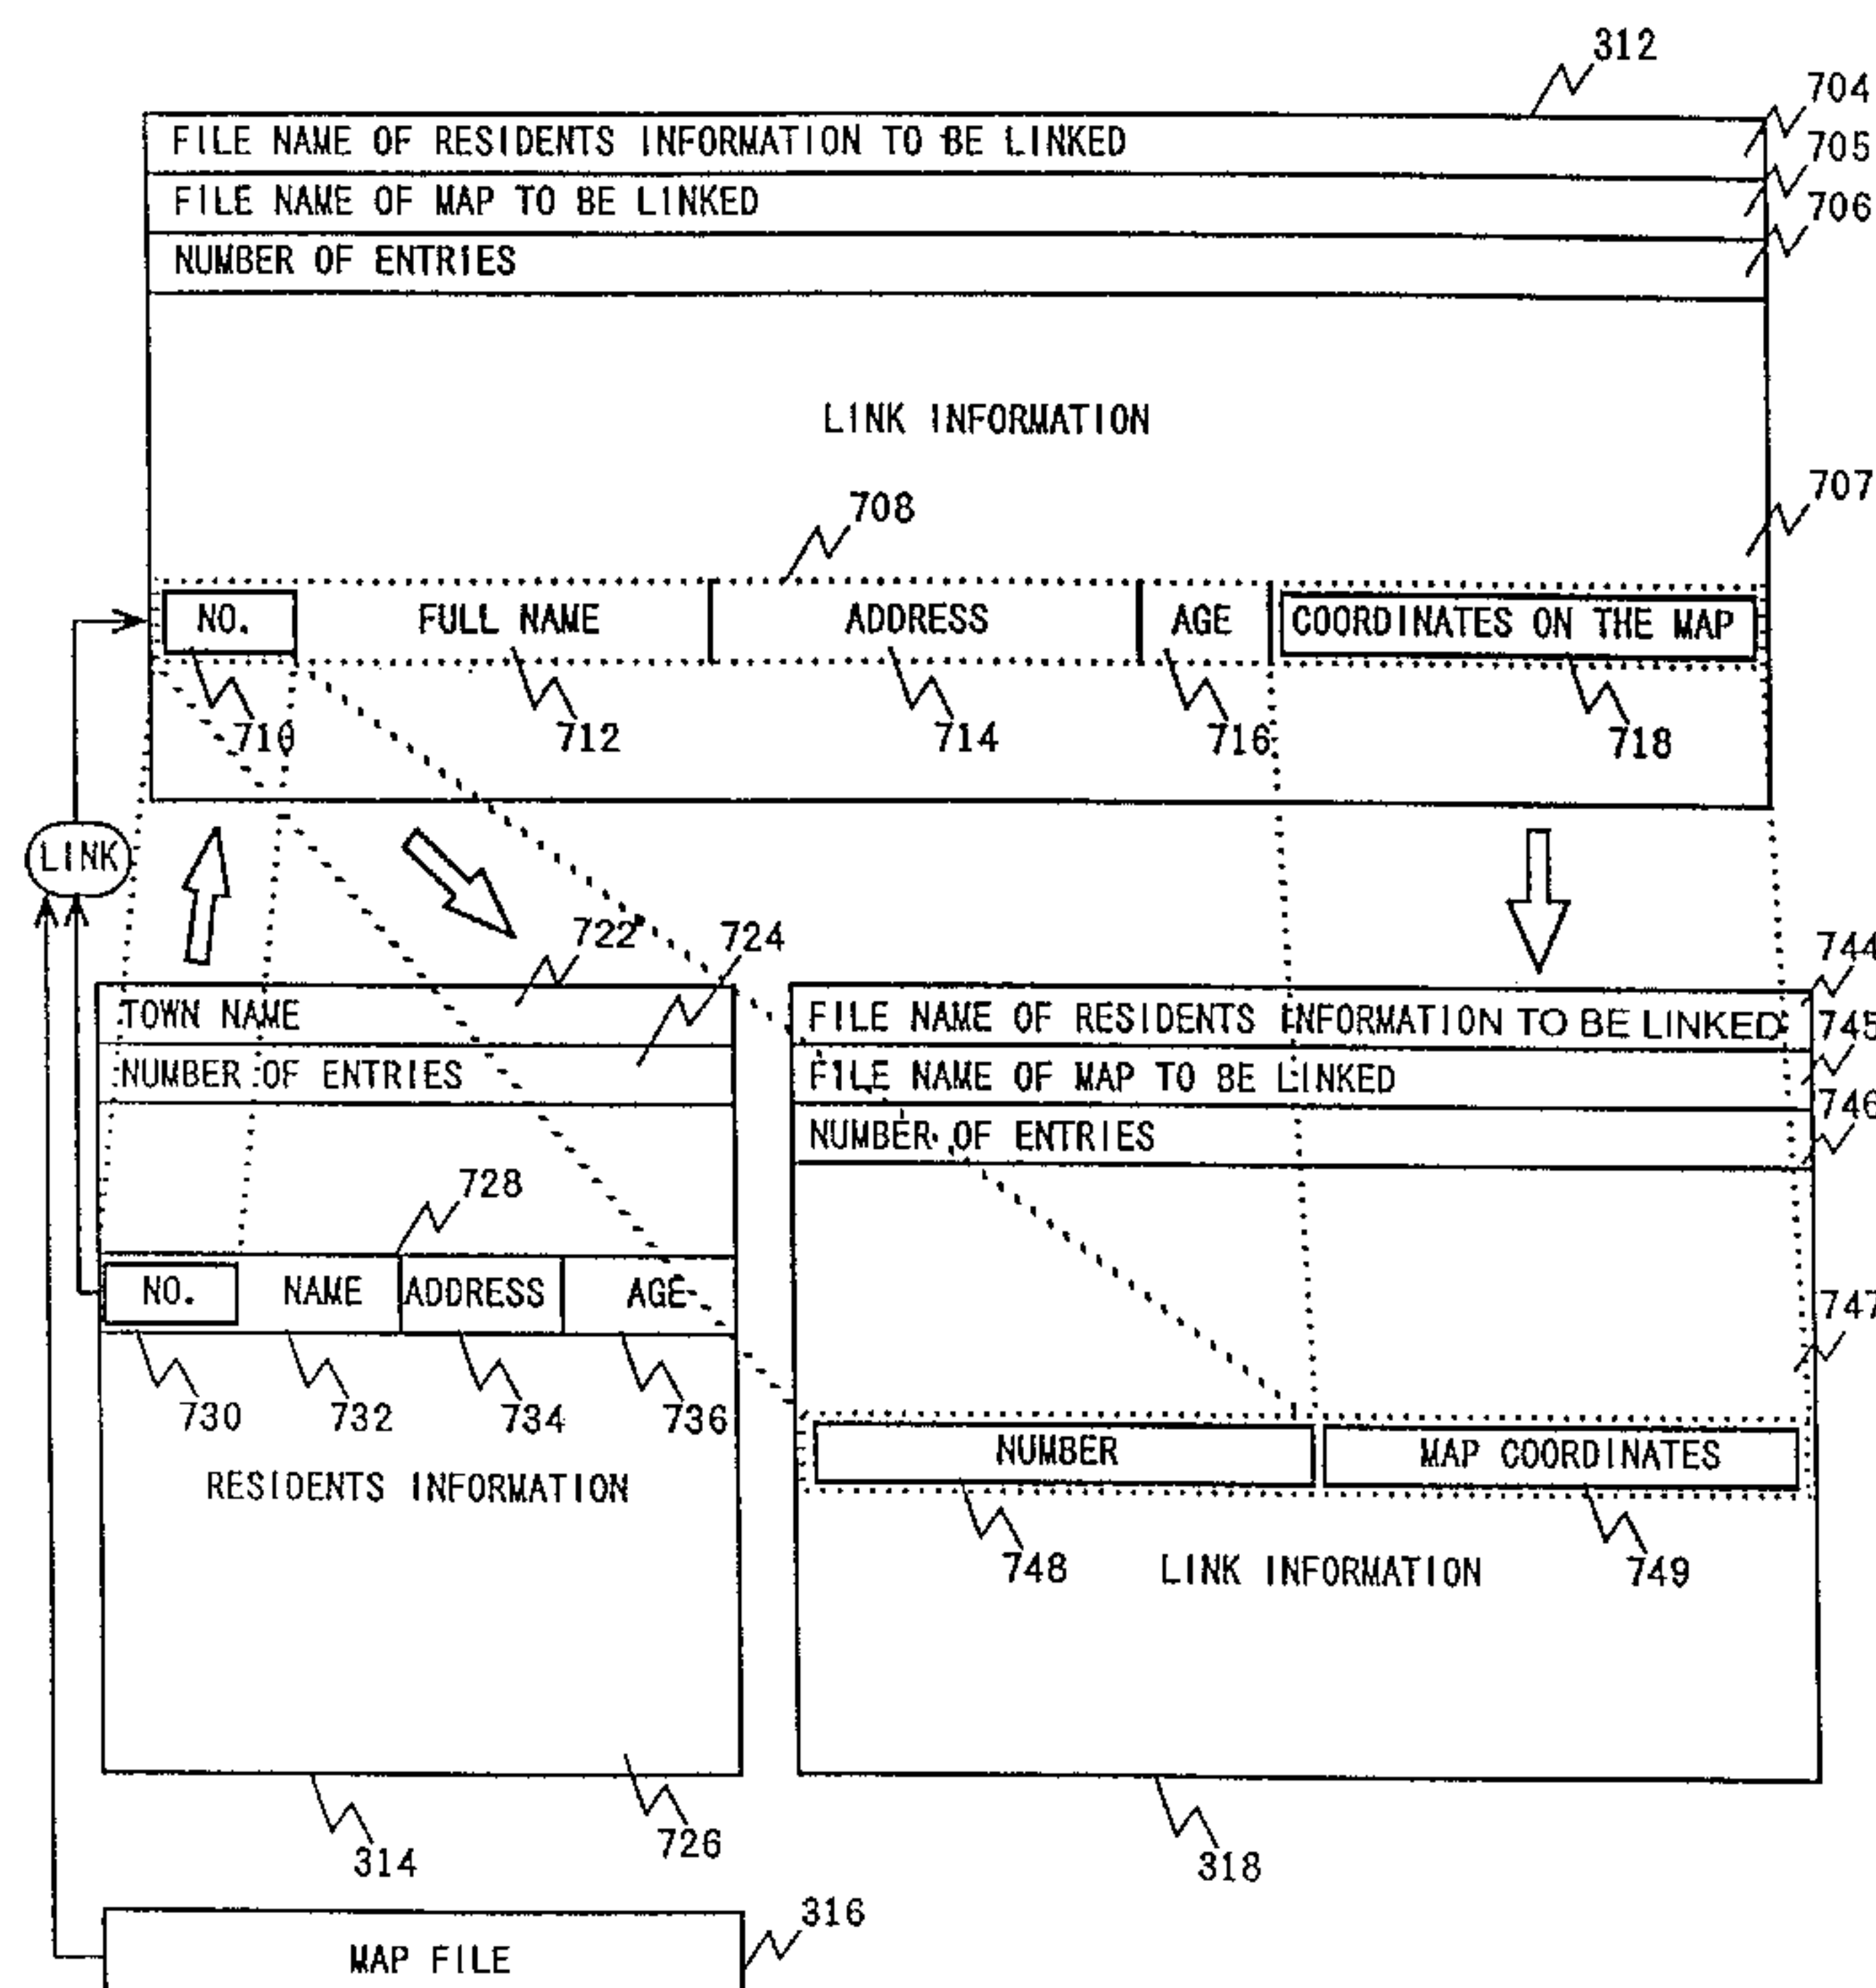 312
704
FILE NAME OF RESIDENTS INFORMATION TO BE LINKED
705
FILE NAME OF MAP TO BE LINKED
706
NUMBER OF ENTRIES
LINK INFORMATION
707
708
NO. FULL NAME ADDRESS AGE COORDINATES ON THE MAP
710 712 714 716 718
LINK
722 724
744
TOWN NAME
FILE NAME OF RESIDENTS INFORMATION TO BE LINKED
745
NUMBER OF ENTRIES
FILE NAME OF MAP TO BE LINKED
746
NUMBER OF ENTRIES
728
NO. NAME ADDRESS AGE
747
730 732 734 736
NUMBER MAP COORDINATES
RESIDENTS INFORMATION
748 LINK INFORMATION 749
726
314
318
316
MAP FILE